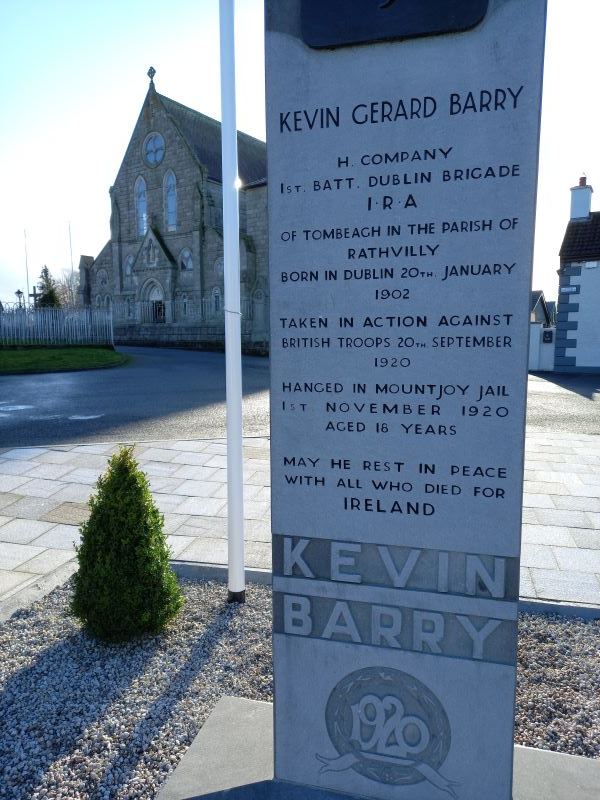 KEVIN GERARD BARRY
H. COMPANY
1ST. BATT. DUBLIN BRIGADE
I·R·A
OF TOMBEAGH IN THE PARISH OF
RATHVILLY
BORN IN DUBLIN 20TH. JANUARY
1902
TAKEN IN ACTION AGAINST
BRITISH TROOPS 20TH. SEPTEMBER
1920
HANGED IN MOUNTJOY JAIL
1ST NOVEMBER 1920
AGED 18 YEARS
MAY HE REST IN PEACE
WITH ALL WHO DIED FOR
IRELAND
KEVIN
BARRY
1920